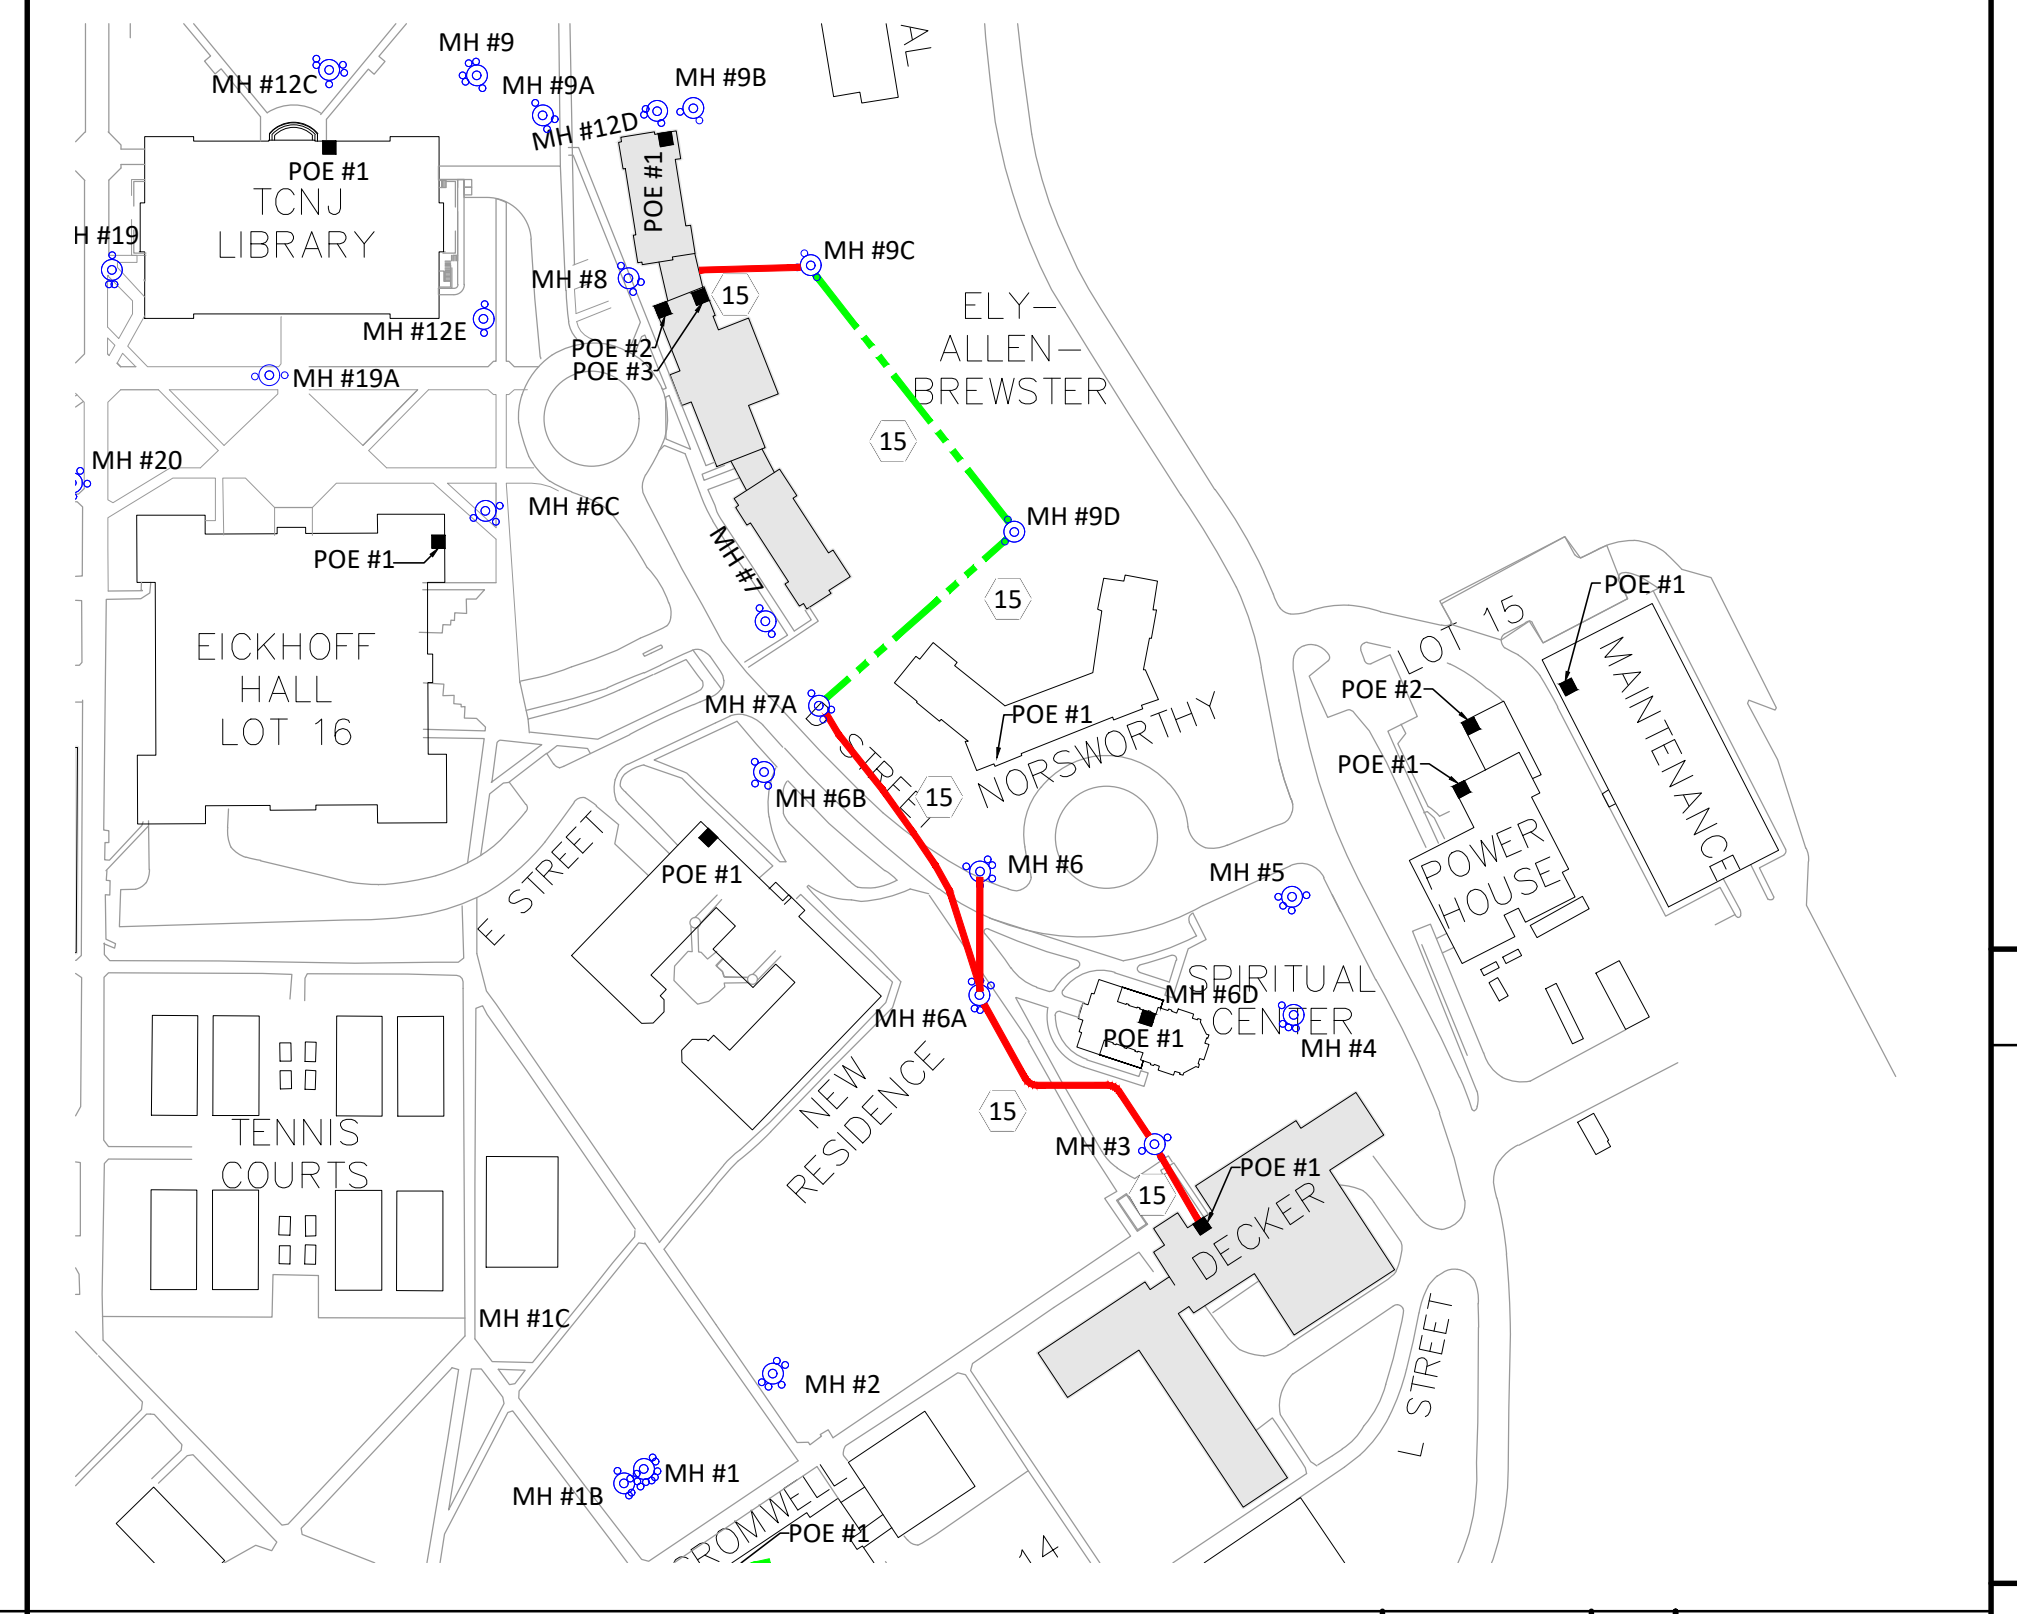 MH #9
MH #12C
MH #9A
MH #9B
MH #12D
AL
POE #1
TCNJ
LIBRARY
POE #1
H #19
MH #8
MH #9C
15
MH #12E
POE #2
POE #3
ELY-
ALLEN-
BREWSTER
MH #19A
15
MH #20
MH #6C
MH #9D
POE #1
MH #7
15
POE #1
LOT 15
MAINTENANCE
EICKHOFF
HALL
LOT 16
MH #7A
POE #1
NORSWORTHY
POE #2
POE #1
STREET
15
MH #6B
POWER
HOUSE
E STREET
POE #1
MH #6
MH #5
SPIRITUAL
CENTER
MH #6D
POE #1
MH #6A
MH #4
NEW
RESIDENCE
15
TENNIS
COURTS
MH #3
POE #1
15
DECKER
MH #1C
L STREET
MH #2
MH #1
MH #1B
CROMWELL
POE #1
14